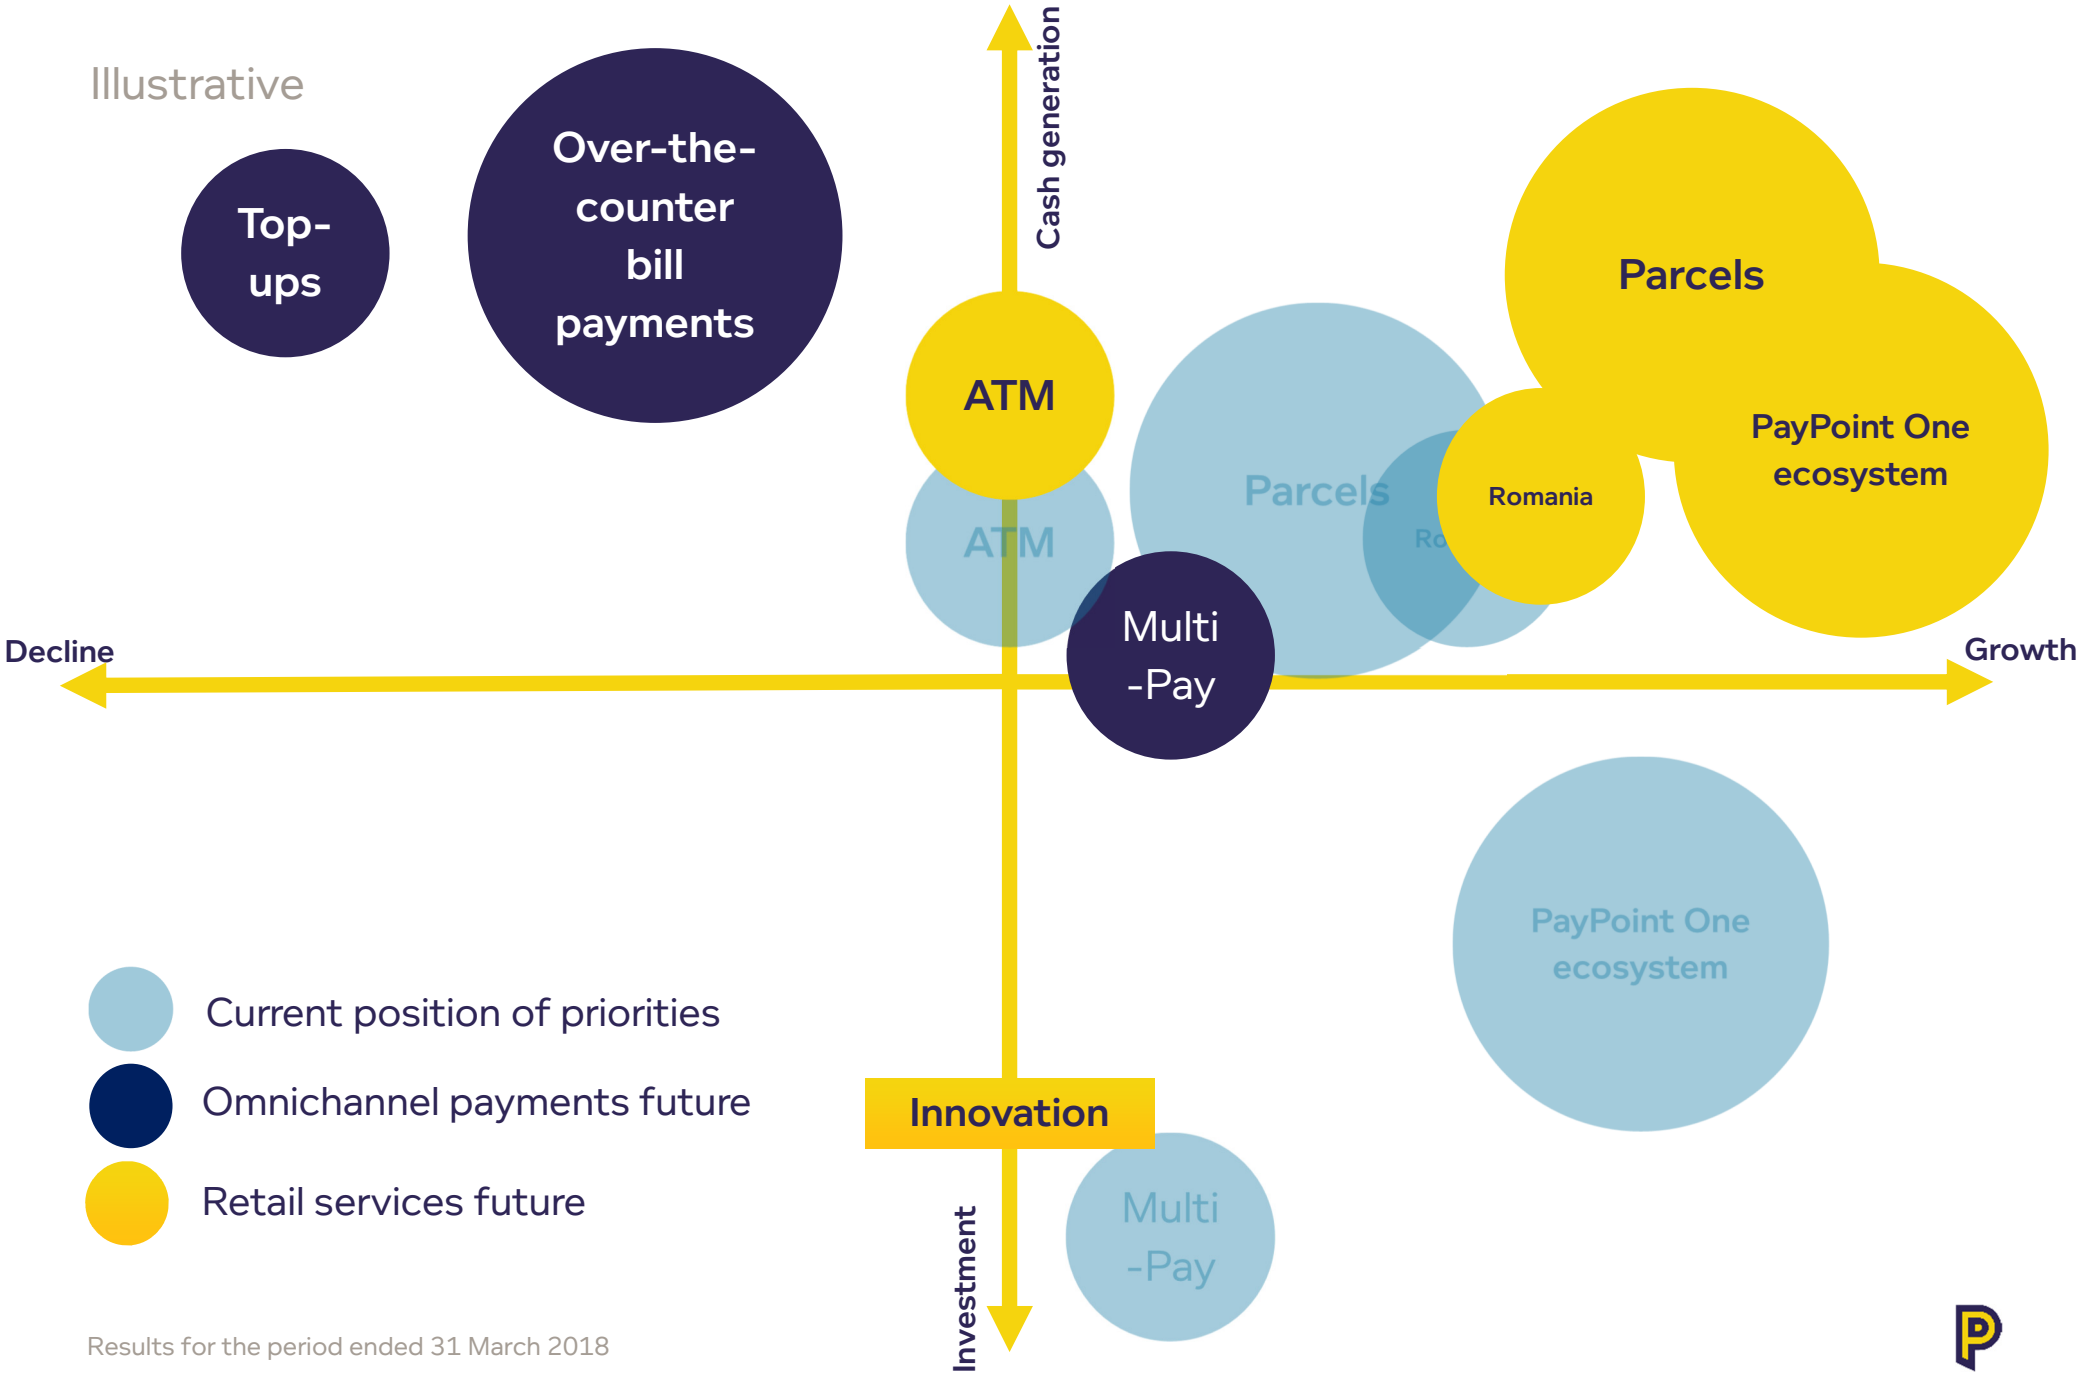 Illustrative
Cash generation
Top-
ups
Over-the-
counter
bill
payments
ATM
Parcels
PayPoint One
ecosystem
Romania
Parcels
ATM
Ro
Multi
-Pay
Decline
Growth
PayPoint One
ecosystem
Current position of priorities
Omnichannel payments future
Retail services future
Innovation
Multi
-Pay
Investment
Results for the period ended 31 March 2018